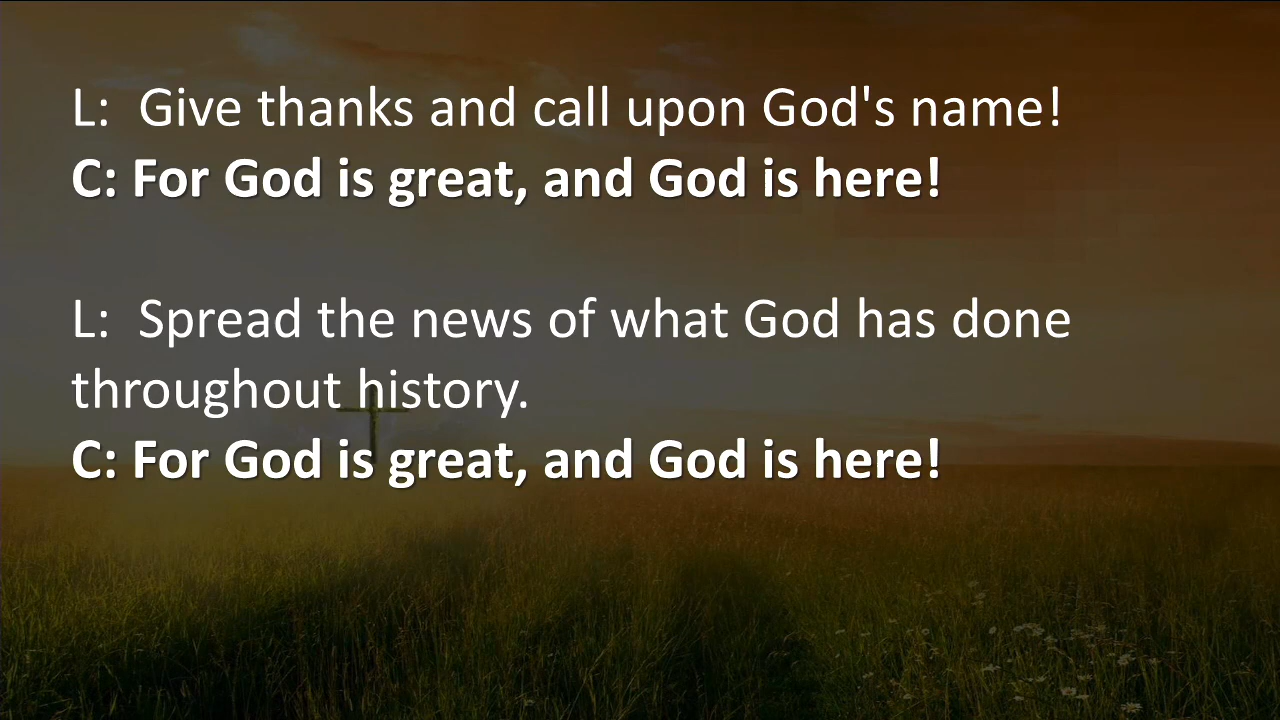 L:  Give thanks and call upon God's name!
C: For God is great, and God is here!
L:  Spread the news of what God has done
throughout history.
C: For God is great, and God is here!